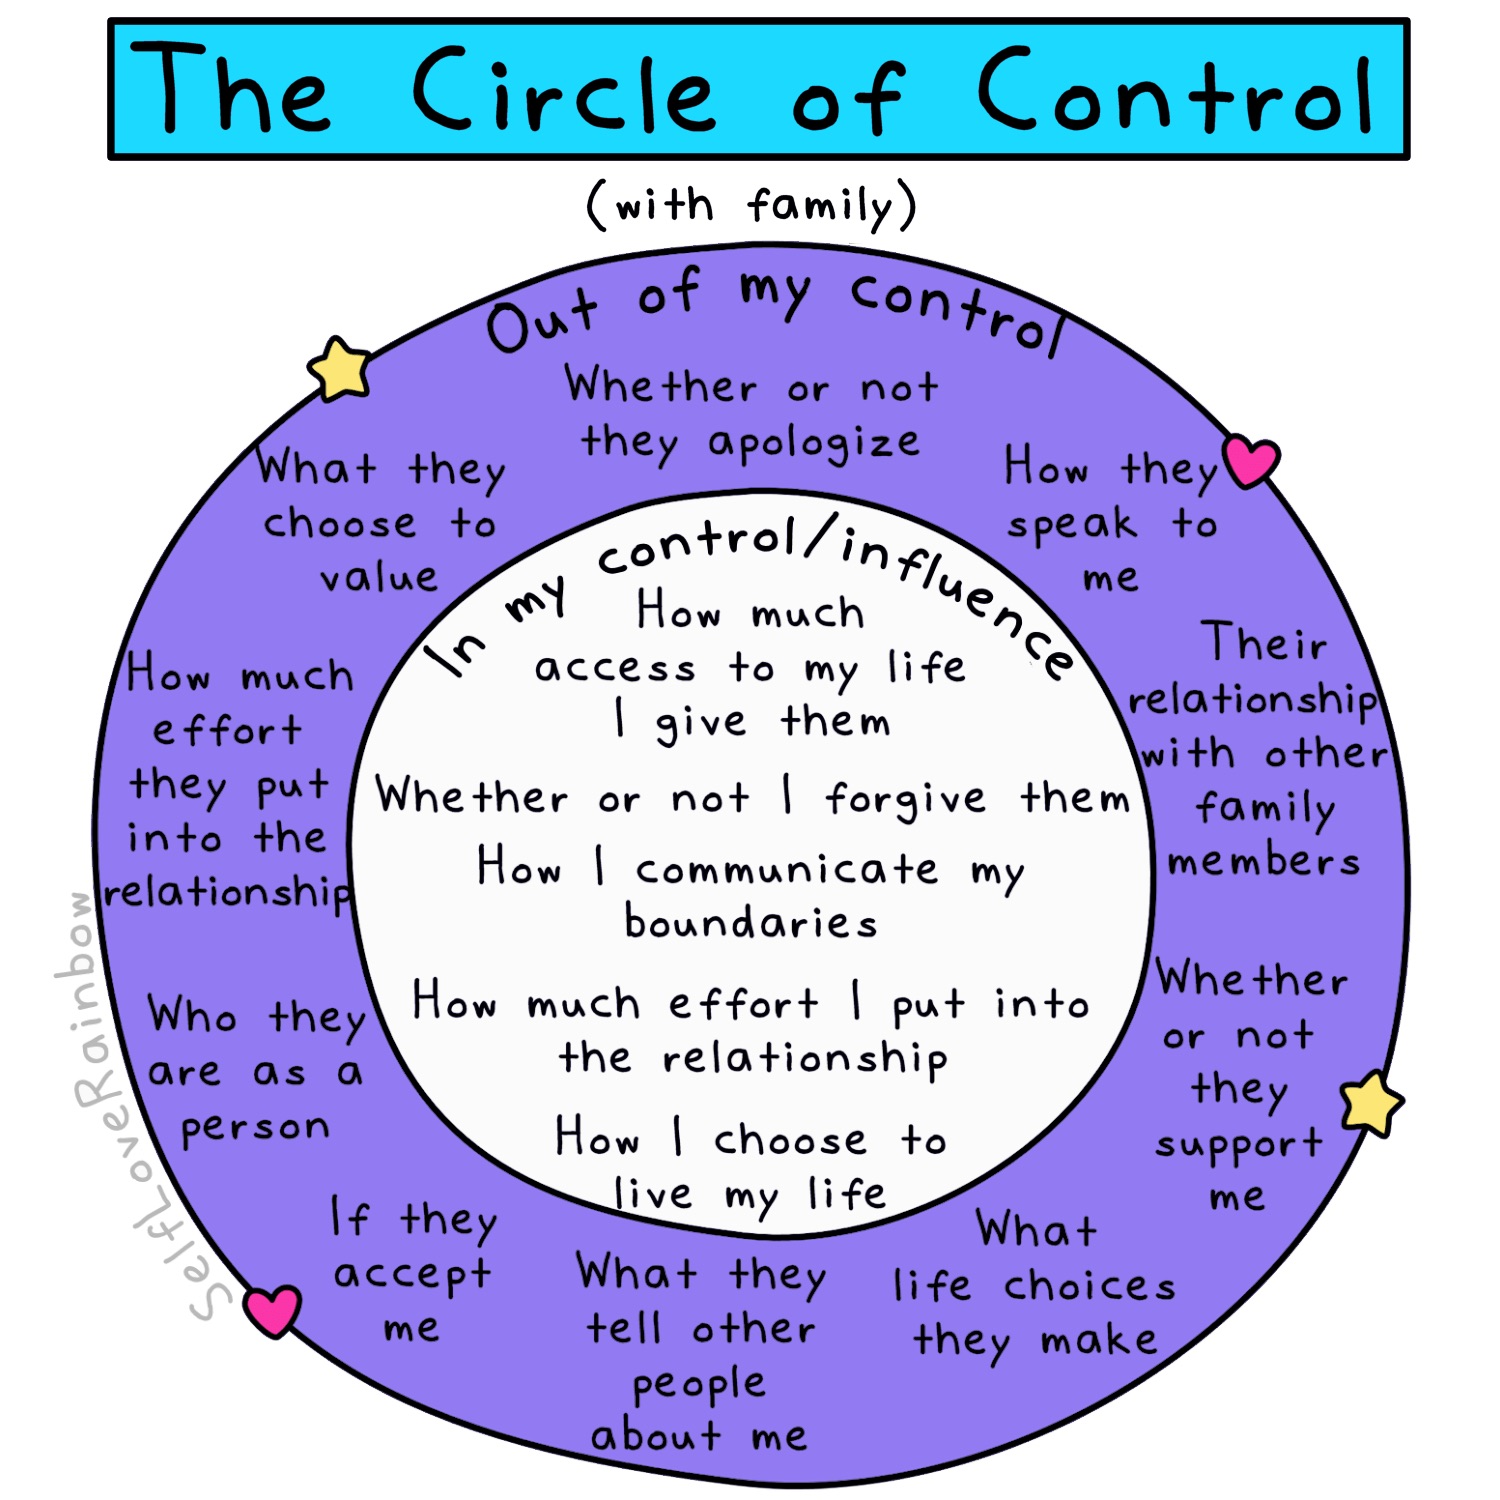 The Circle of Control
(with family)
Out of my control
Whether or not
they apologize
What they
choose to
value
How they
speak to
me
How much
effort
they put
into the
relationship
Their
relationship
with other
family
members
Who they
are as a
person
Whether
or not
they
support
me
If they
accept
me
What they
tell other
people
about me
What
life choices
they make
In my control/influence
How much
access to my life
I give them
Whether or not I forgive them
How I communicate my
boundaries
How much effort I put into
the relationship
How I choose to
live my life
SelfLoveRainbow